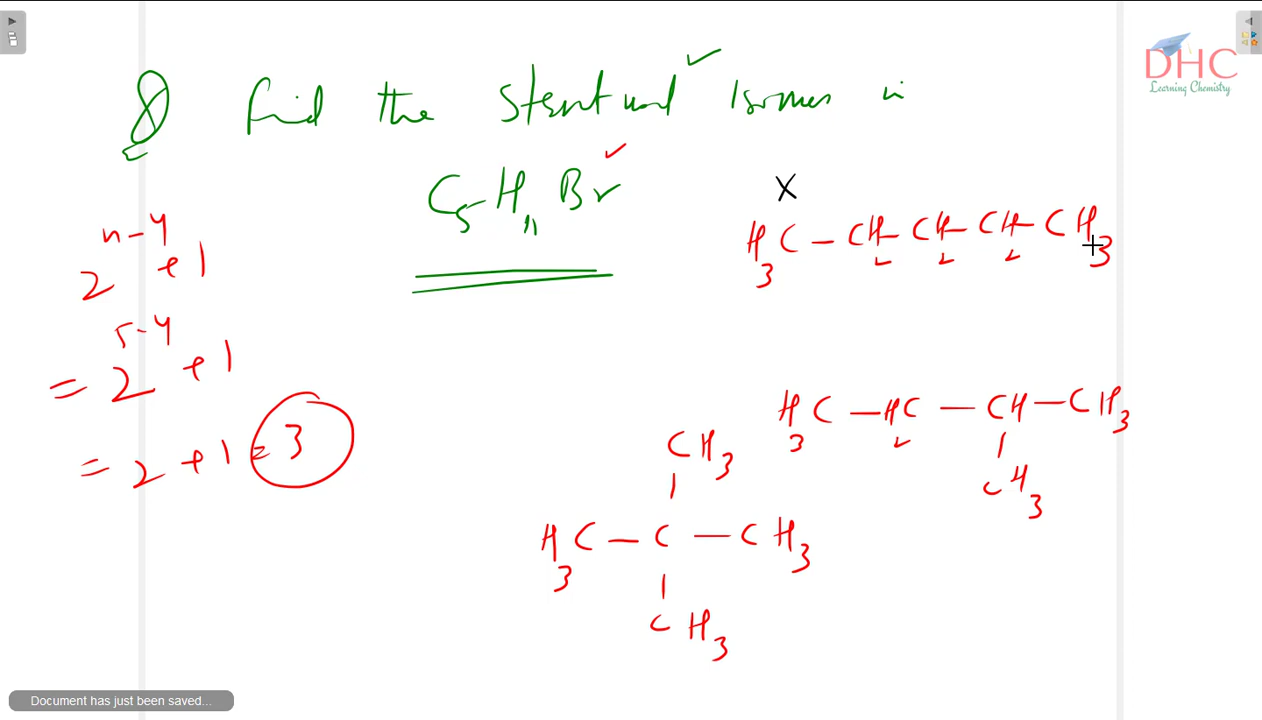 Q Find the Structural Isomers in
C5H11Br
2^n-4 + 1
= 2^5-4 + 1
= 2 + 1 = 3
X
H3C – CH2 – CH2 – CH2 – CH3
H3C – H2C – CH – CH3
CH3
CH3
H3C – C – CH3
CH3
DHC
Learning Chemistry
Document has just been saved...